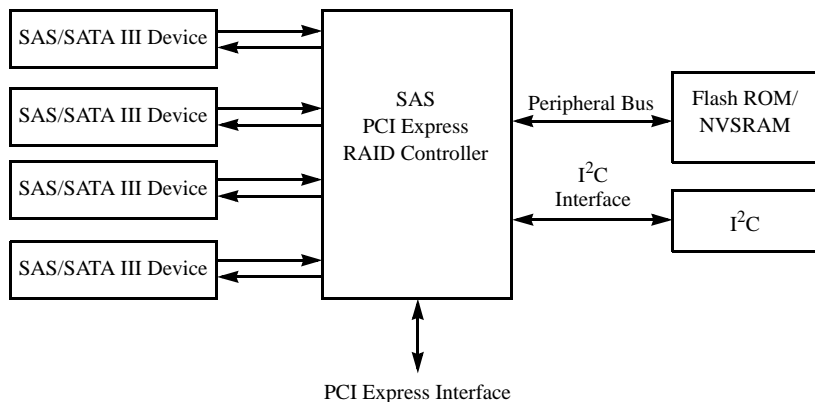 SAS/SATA III Device
SAS/SATA III Device
SAS/SATA III Device
SAS/SATA III Device
SAS
PCI Express
RAID Controller
Peripheral Bus
Flash ROM/
NVSRAM
I²C
Interface
I²C
PCI Express Interface